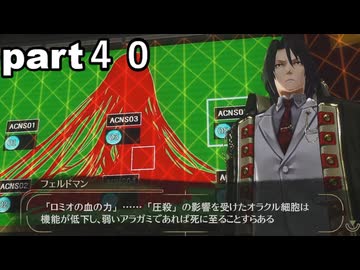 part４０
ACNS01
ACNS03
ACNS02
フェルドマン
「ロミオの血の力」……「圧殺」の影響を受けたオラクル細胞は
機能が低下し、弱いアラガミであれば死に至ることすらある